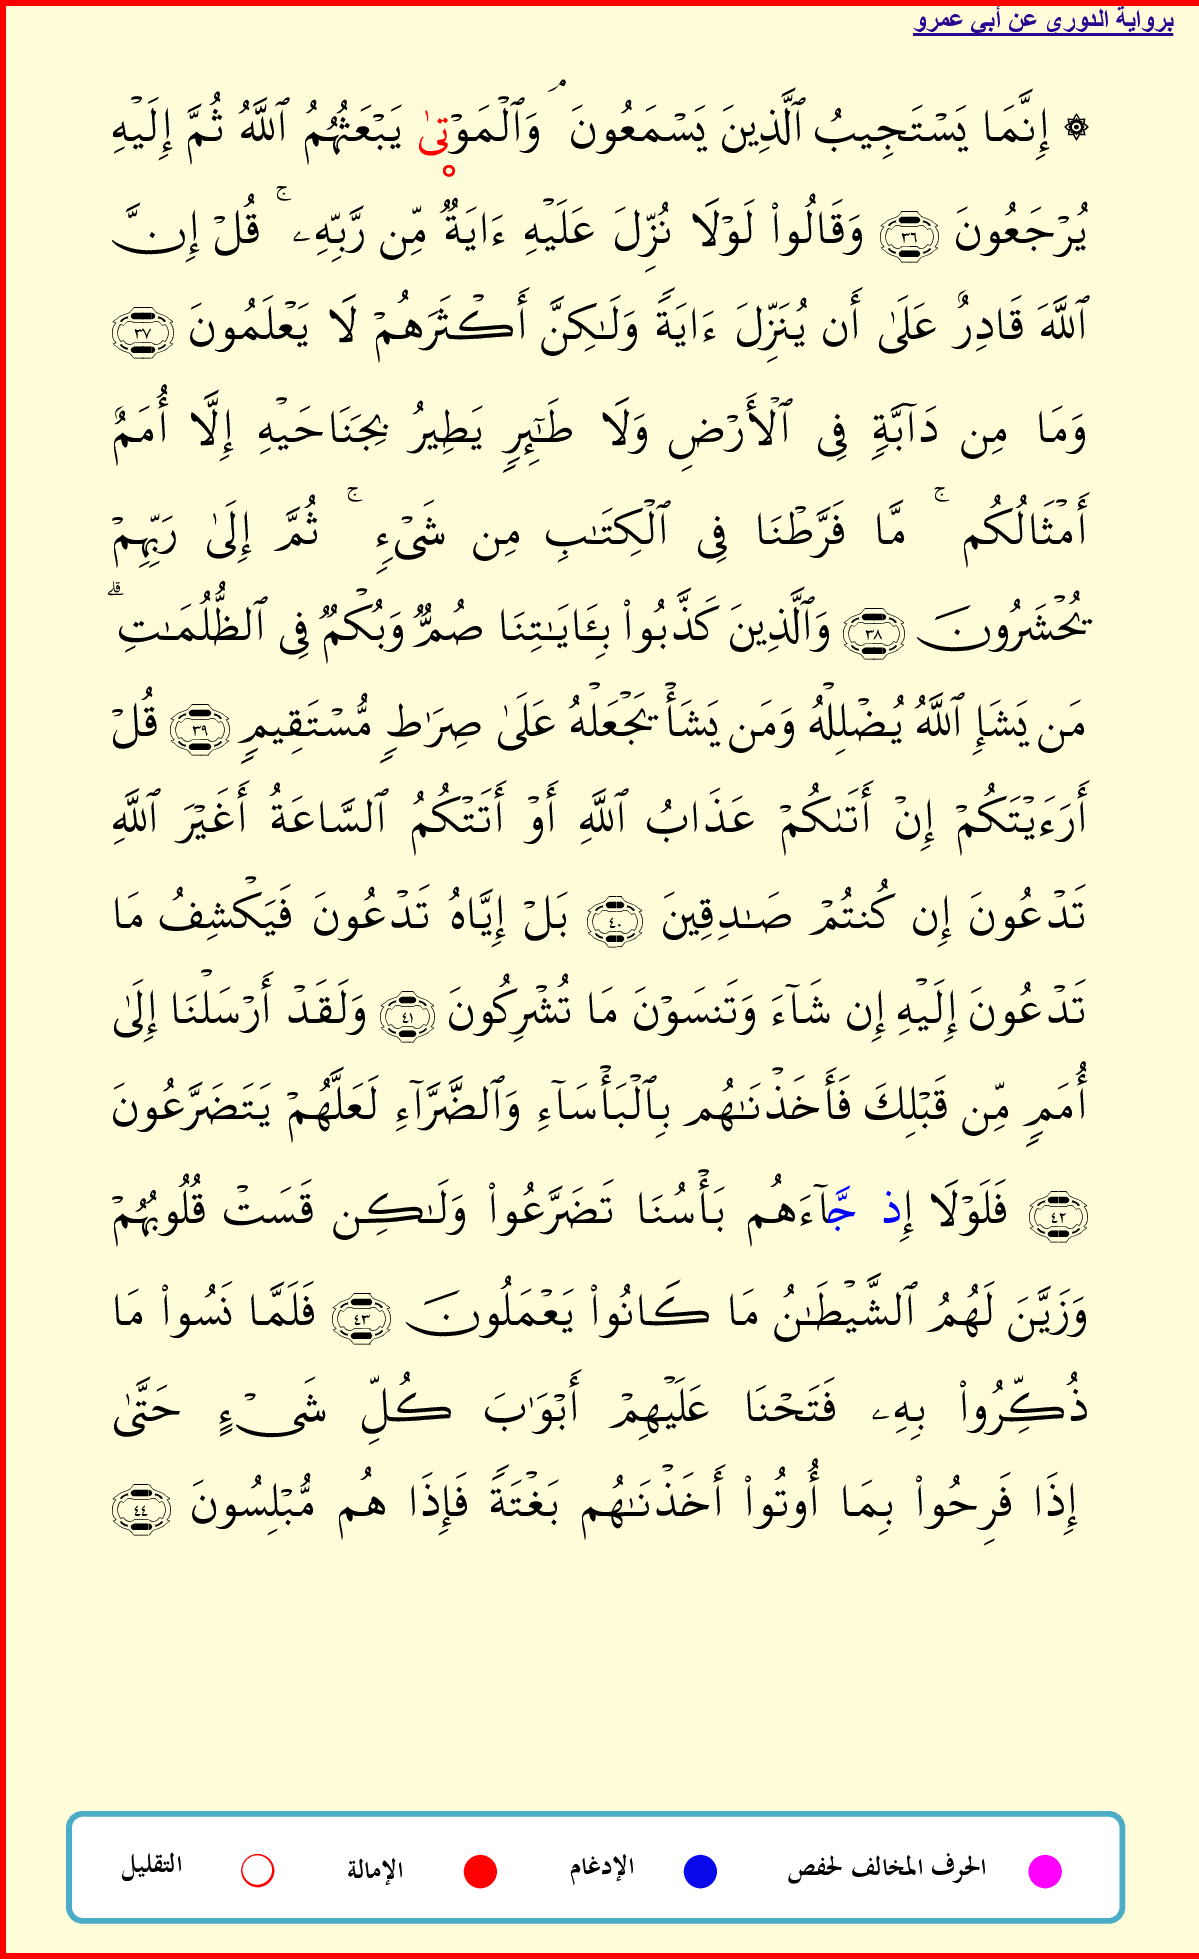 برواية الدوري عن أبي عمرو
۞ إِنَّمَا يَسْتَجِيبُ ٱلَّذِينَ يَسْمَعُونَ ۘ وَٱلْمَوْتَىٰ يَبْعَثُهُمُ ٱللَّهُ ثُمَّ إِلَيْهِ
يُرْجَعُونَ ٣٦ وَقَالُوا۟ لَوْلَا نُزِّلَ عَلَيْهِ ءَايَةٌ مِّن رَّبِّهِۦ ۚ قُلْ إِنَّ
ٱللَّهَ قَادِرٌ عَلَىٰ أَن يُنَزِّلَ ءَايَةً وَلَـٰكِنَّ أَكْثَرَهُمْ لَا يَعْلَمُونَ ٣٧
وَمَا مِن دَآبَّةٍ فِى ٱلْأَرْضِ وَلَا طَـٰٓئِرٍ يَطِيرُ بِجَنَاحَيْهِ إِلَّا أُمَمٌ
أَمْثَالُكُم ۚ مَّا فَرَّطْنَا فِى ٱلْكِتَـٰبِ مِن شَىْءٍ ۚ ثُمَّ إِلَىٰ رَبِّهِمْ
يُحْشَرُونَ ٣٨ وَٱلَّذِينَ كَذَّبُوا۟ بِـَٔايَـٰتِنَا صُمٌّ وَبُكْمٌ فِى ٱلظُّلُمَـٰتِ ۗ
مَن يَشَإِ ٱللَّهُ يُضْلِلْهُ وَمَن يَشَأْ يَجْعَلْهُ عَلَىٰ صِرَٰطٍ مُّسْتَقِيمٍ ٣٩ قُلْ
أَرَءَيْتَكُمْ إِنْ أَتَىٰكُمْ عَذَابُ ٱللَّهِ أَوْ أَتَتْكُمُ ٱلسَّاعَةُ أَغَيْرَ ٱللَّهِ
تَدْعُونَ إِن كُنتُمْ صَـٰدِقِينَ ٤٠ بَلْ إِيَّاهُ تَدْعُونَ فَيَكْشِفُ مَا
تَدْعُونَ إِلَيْهِ إِن شَآءَ وَتَنسَوْنَ مَا تُشْرِكُونَ ٤١ وَلَقَدْ أَرْسَلْنَا إِلَىٰ
أُمَمٍ مِّن قَبْلِكَ فَأَخَذْنَـٰهُم بِٱلْبَأْسَآءِ وَٱلضَّرَّآءِ لَعَلَّهُمْ يَتَضَرَّعُونَ
٤٢ فَلَوْلَا إِذ جَّآءَهُم بَأْسُنَا تَضَرَّعُوا۟ وَلَـٰكِن قَسَتْ قُلُوبُهُمْ
وَزَيَّنَ لَهُمُ ٱلشَّيْطَـٰنُ مَا كَانُوا۟ يَعْمَلُونَ ٤٣ فَلَمَّا نَسُوا۟ مَا
ذُكِّرُوا۟ بِهِۦ فَتَحْنَا عَلَيْهِمْ أَبْوَٰبَ كُلِّ شَىْءٍ حَتَّىٰ
إِذَا فَرِحُوا۟ بِمَا أُوتُوا۟ أَخَذْنَـٰهُم بَغْتَةً فَإِذَا هُم مُّبْلِسُونَ ٤٤
الحرف المخالف لحفص الإدغام الإمالة التقليل